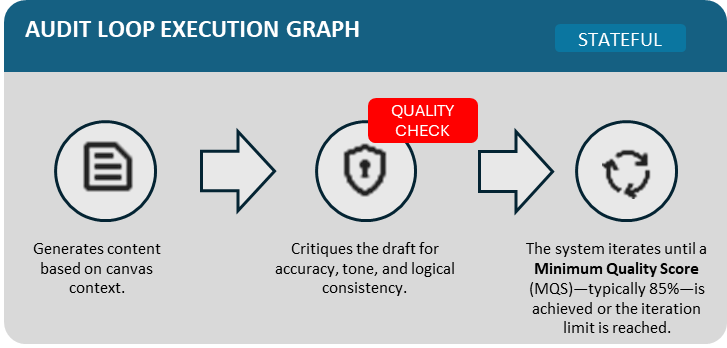 AUDIT LOOP EXECUTION GRAPH
STATEFUL
QUALITY
CHECK
Generates content
based on canvas
context.
Critiques the draft for
accuracy, tone, and logical
consistency.
The system iterates until a
Minimum Quality Score
(MQS)—typically 85%—is
achieved or the iteration
limit is reached.